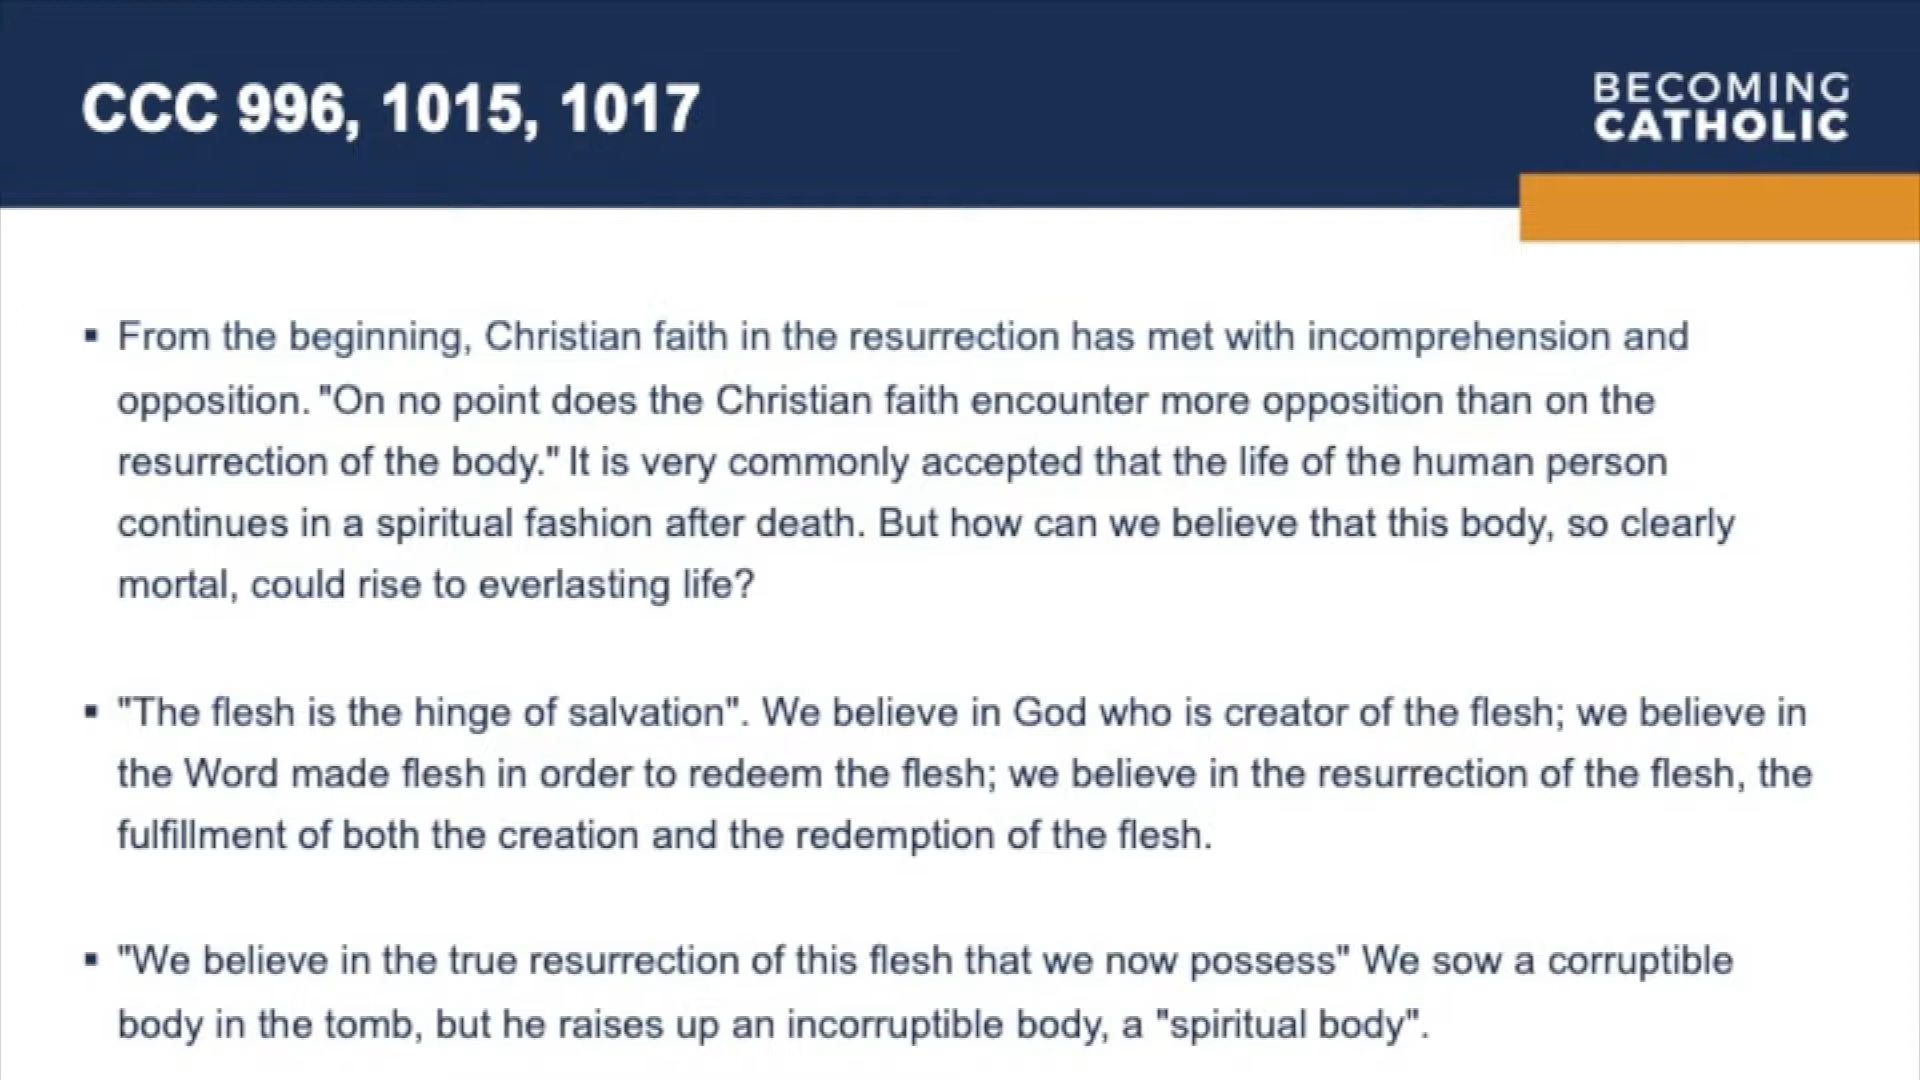 CCC 996, 1015, 1017
BECOMING
CATHOLIC
▪ From the beginning, Christian faith in the resurrection has met with incomprehension and
opposition. "On no point does the Christian faith encounter more opposition than on the
resurrection of the body." It is very commonly accepted that the life of the human person
continues in a spiritual fashion after death. But how can we believe that this body, so clearly
mortal, could rise to everlasting life?
▪ "The flesh is the hinge of salvation". We believe in God who is creator of the flesh; we believe in
the Word made flesh in order to redeem the flesh; we believe in the resurrection of the flesh, the
fulfillment of both the creation and the redemption of the flesh.
▪ "We believe in the true resurrection of this flesh that we now possess" We sow a corruptible
body in the tomb, but he raises up an incorruptible body, a "spiritual body".